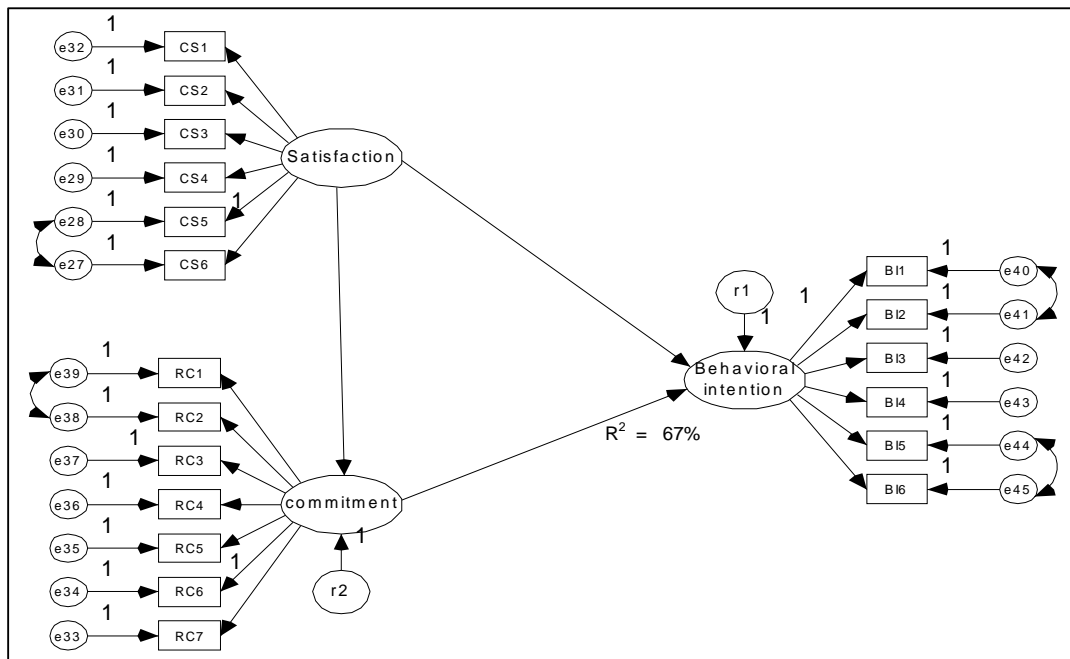 1
e32
CS1
1
e31
CS2
1
e30
CS3
Satisfaction
1
e29
CS4
1
1
e28
CS5
1
e27
CS6
1
e39
RC1
1
e38
RC2
1
e37
RC3
1
e36
RC4
commitment
1
e35
RC5
1
1
e34
RC6
1
e33
RC7
1
r2
r1
1
1
Behavioral
intention
R² = 67%
BI1
1
e40
BI2
1
e41
BI3
1
e42
BI4
1
e43
BI5
1
e44
BI6
1
e45